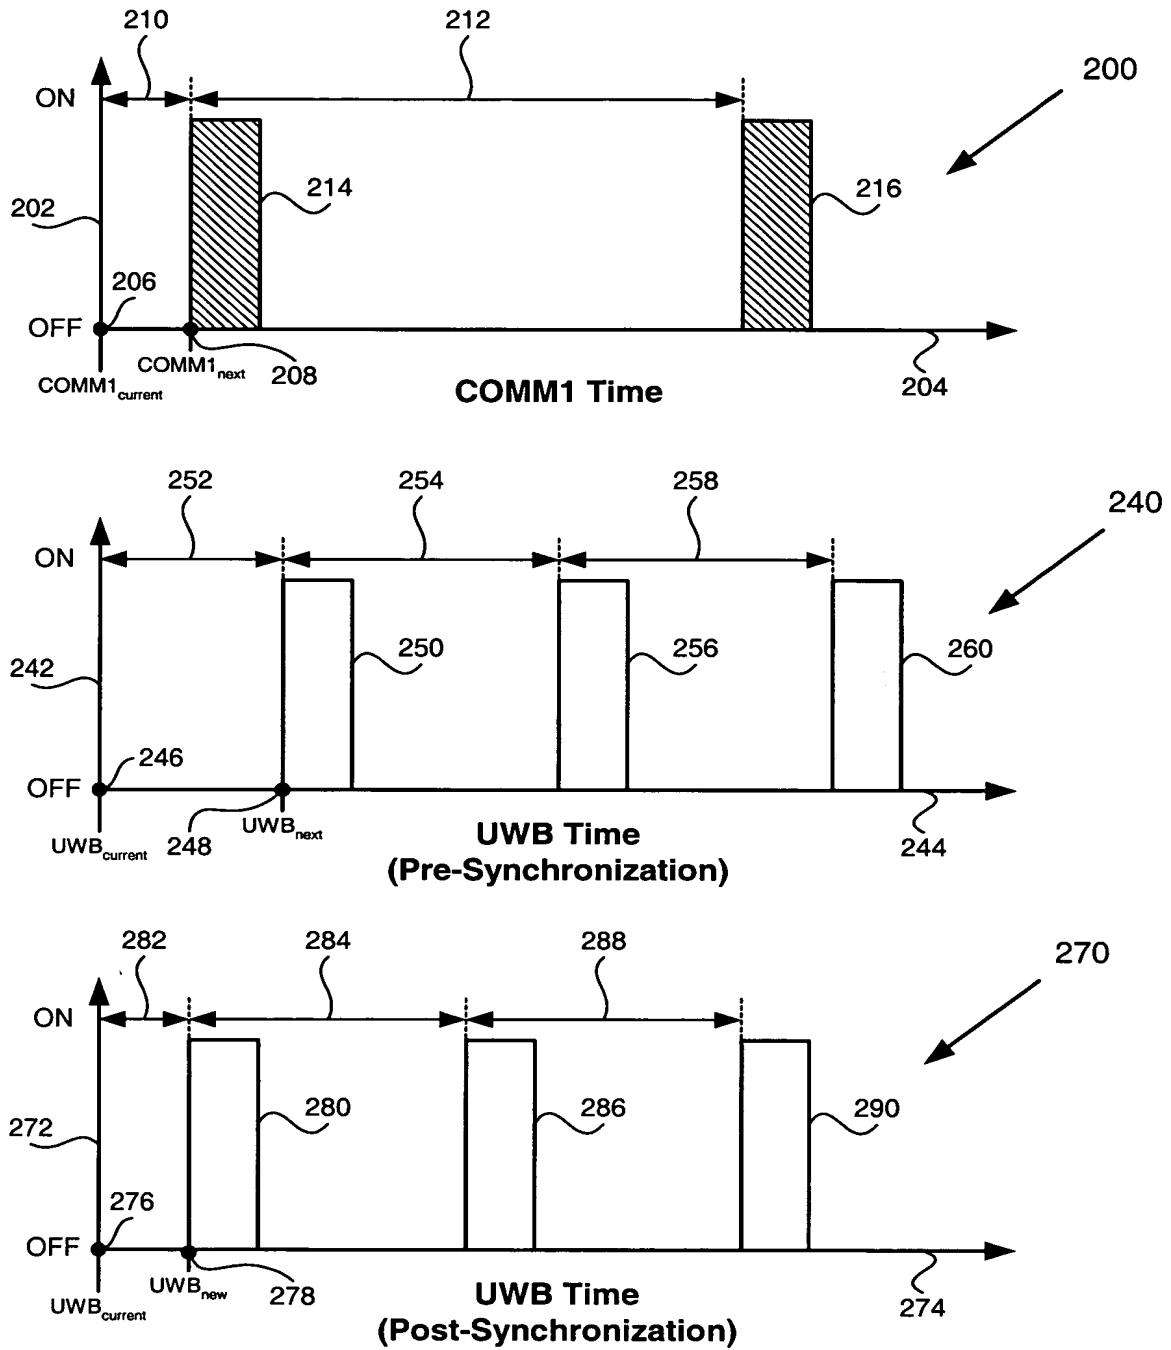 210
212
200
ON
214
216
202
206
OFF
COMM1next
208
COMM1current
204
COMM1 Time
252
254
258
240
ON
250
256
260
242
246
OFF
UWBnext
UWBcurrent
248
244
UWB Time
(Pre-Synchronization)
282
284
288
270
ON
280
286
290
272
276
OFF
UWBnew
278
UWBcurrent
274
UWB Time
(Post-Synchronization)